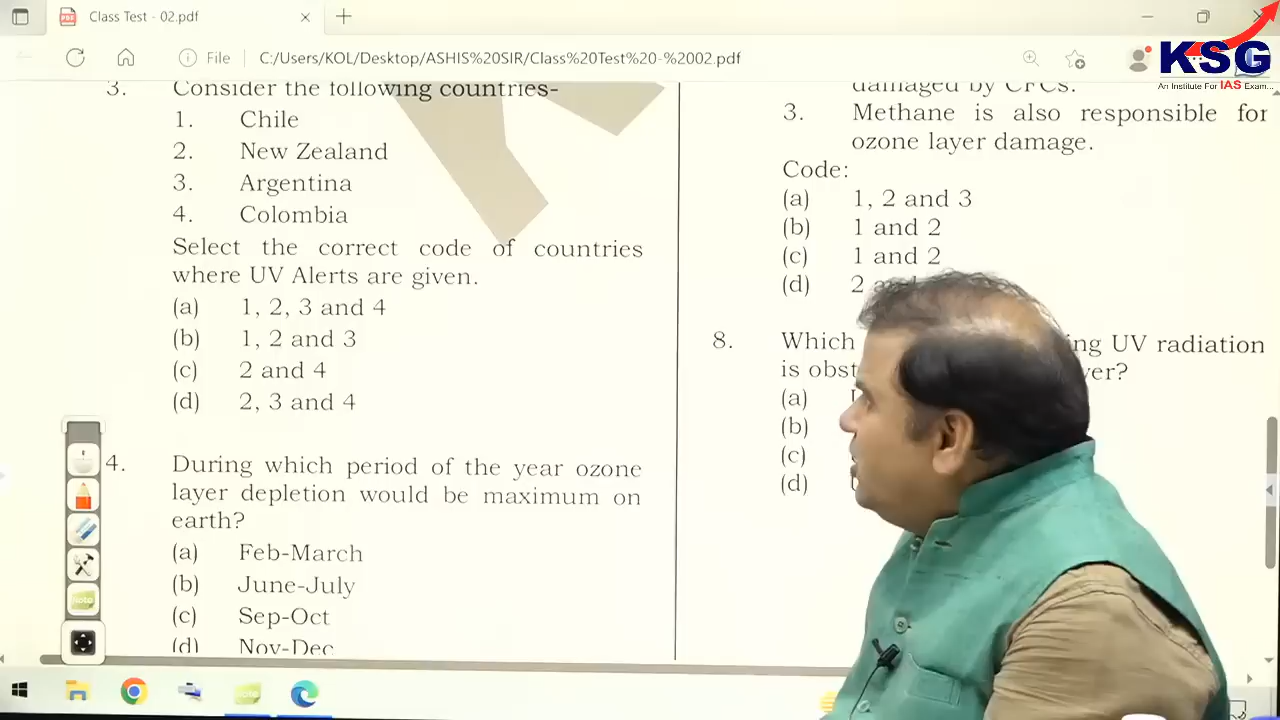 Class Test - 02.pdf
File
C:/Users/KOL/Desktop/ASHIS%20SIR/Class%20Test%20-%2002.pdf
KSG
An Institute For IAS Exam...
3. Consider the following countries-
1. Chile
2. New Zealand
3. Argentina
4. Colombia
Select the correct code of countries
where UV Alerts are given.
(a) 1, 2, 3 and 4
(b) 1, 2 and 3
(c) 2 and 4
(d) 2, 3 and 4
4. During which period of the year ozone
layer depletion would be maximum on
earth?
(a) Feb-March
(b) June-July
(c) Sep-Oct
(d) Nov-Dec
damaged by CFCs.
3. Methane is also responsible for
ozone layer damage.
Code:
(a) 1, 2 and 3
(b) 1 and 2
(c) 1 and 2
(d) 2
8. Which UV radiation
is
(a)
(b)
(c)
(d)
Note
Note